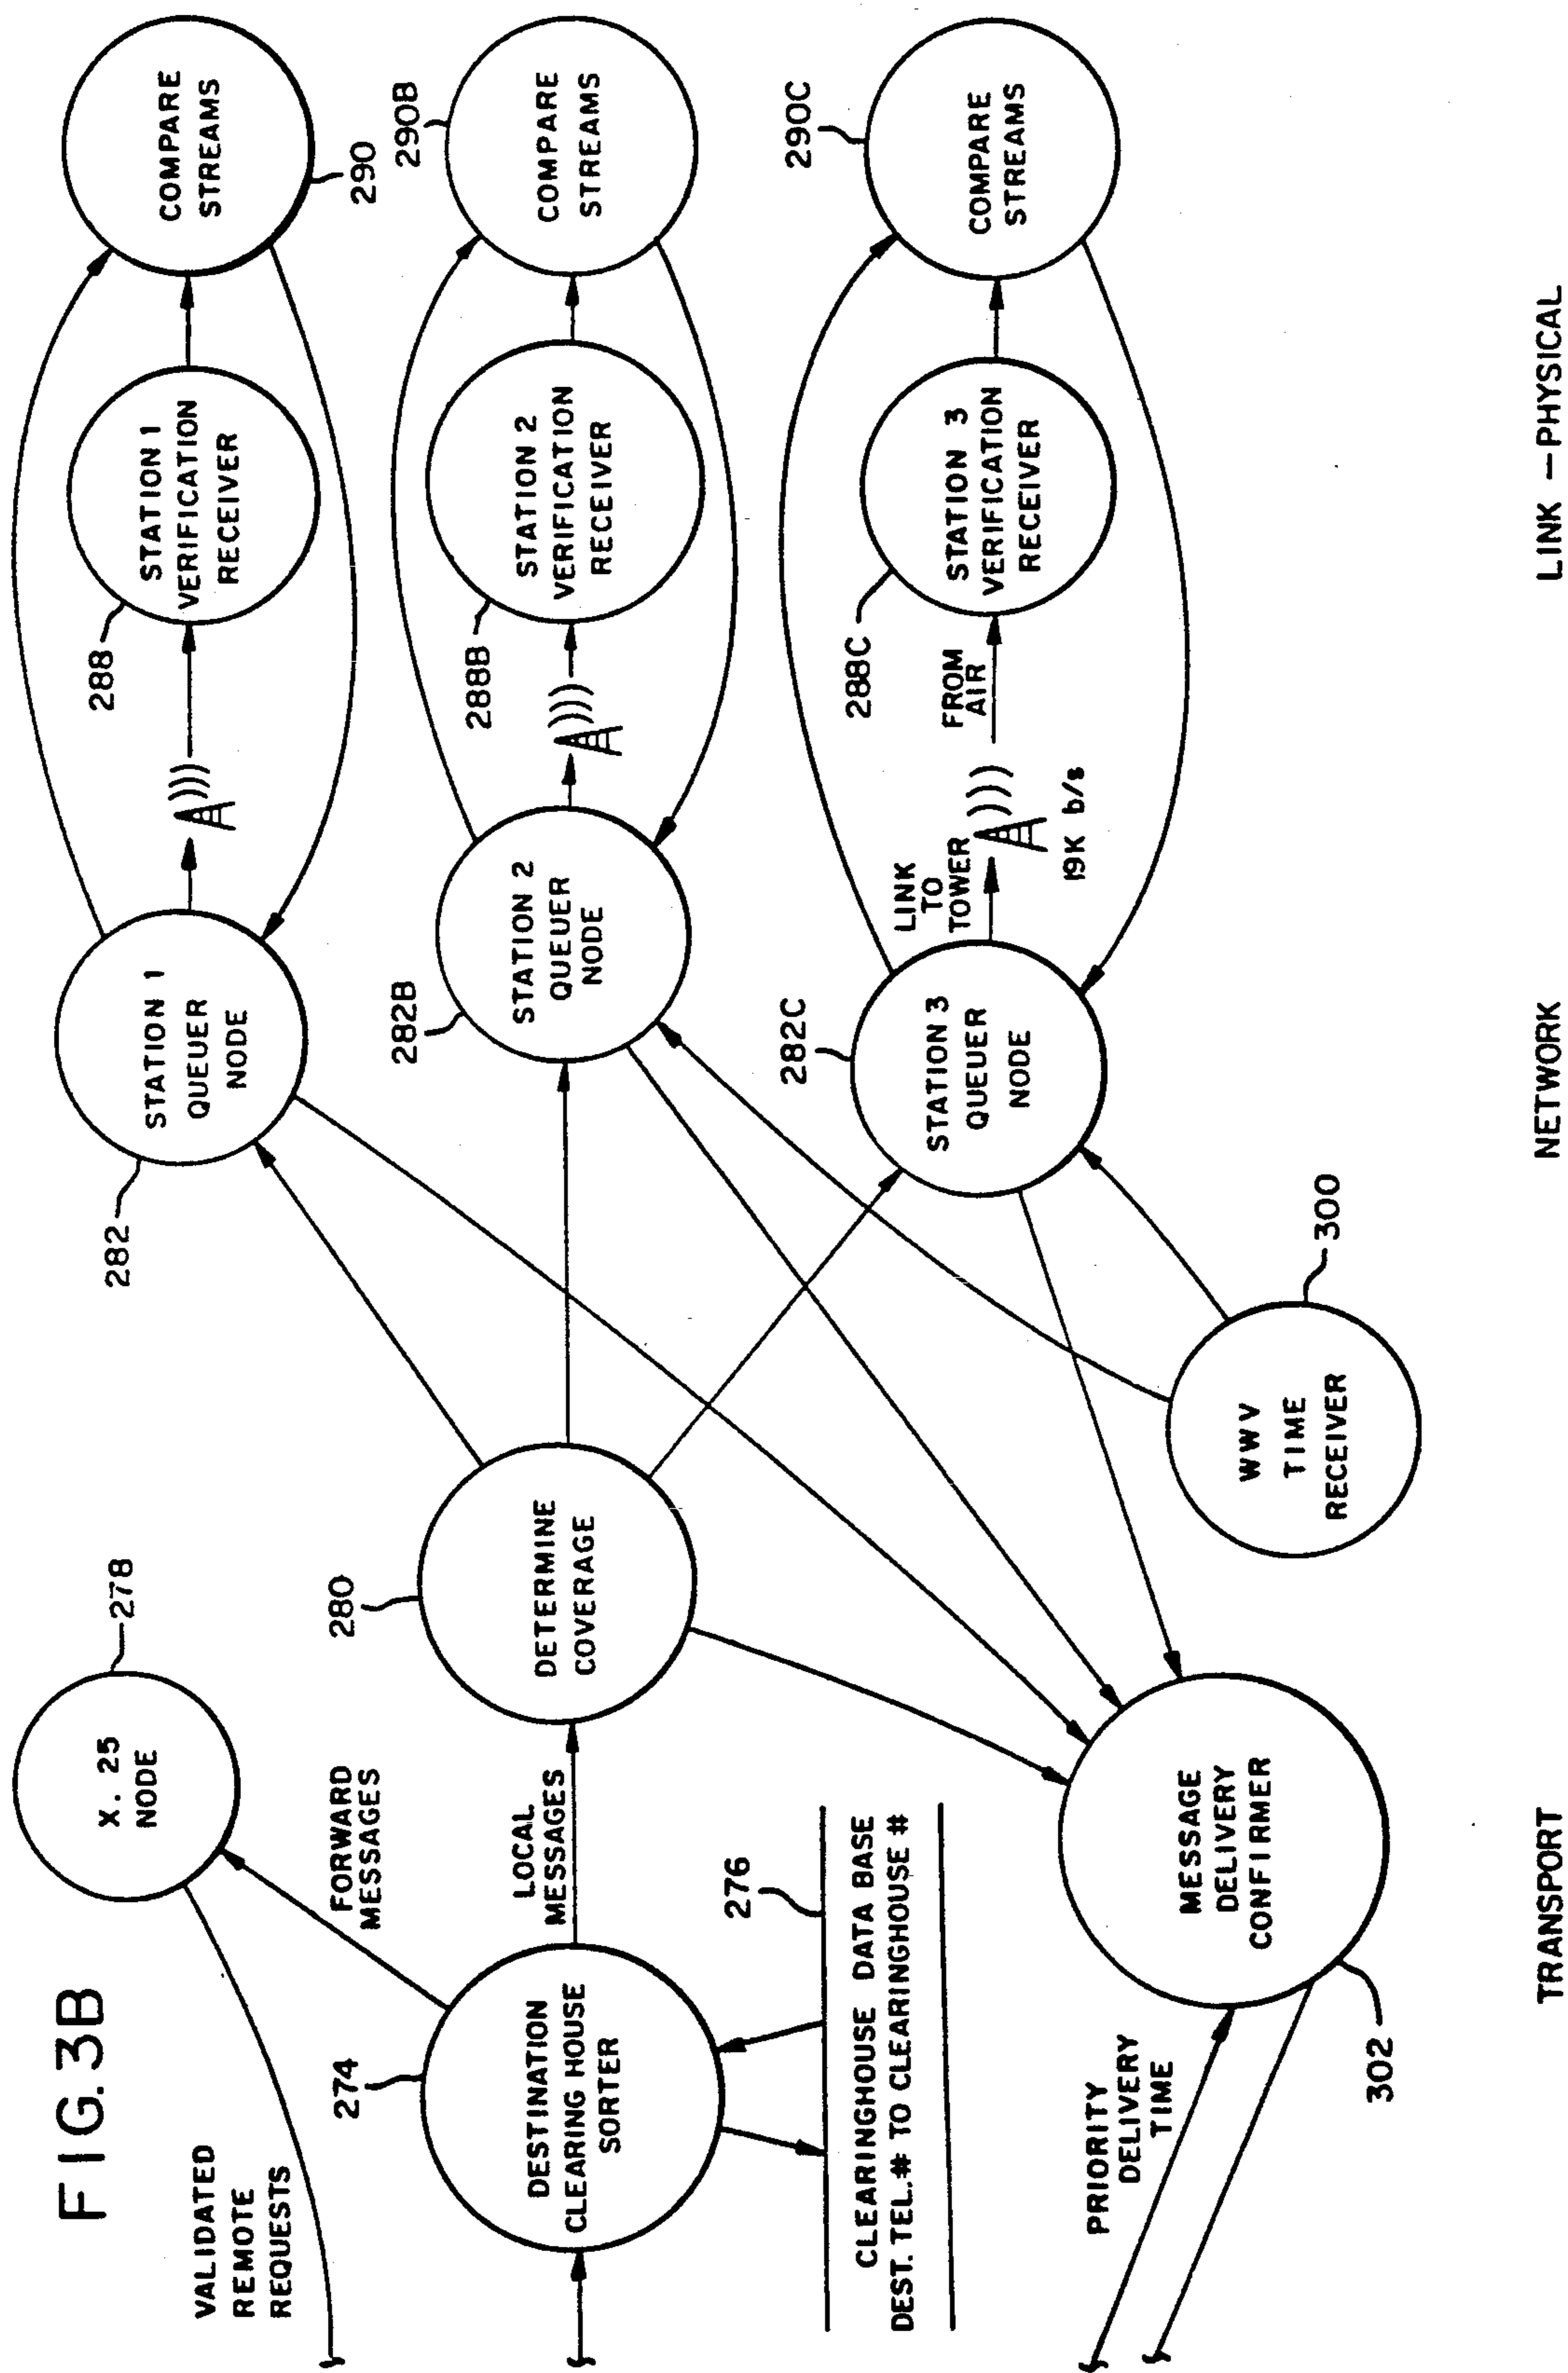 FIG. 3B
VALIDATED
REMOTE
REQUESTS
X. 25
NODE
278
FORWARD
MESSAGES
274
DESTINATION
CLEARING HOUSE
SORTER
LOCAL
MESSAGES
280
DETERMINE
COVERAGE
276
CLEARINGHOUSE DATA BASE
DEST. TEL.# TO CLEARINGHOUSE #
PRIORITY
DELIVERY
TIME
MESSAGE
DELIVERY
CONFIRMER
302
WWV
TIME
RECEIVER
300
282
STATION 1
QUEUER
NODE
288
STATION 1
VERIFICATION
RECEIVER
COMPARE
STREAMS
290
282B
STATION 2
QUEUER
NODE
288B
STATION 2
VERIFICATION
RECEIVER
290B
COMPARE
STREAMS
282C
STATION 3
QUEUER
NODE
LINK
TO
TOWER
19K b/s
FROM
AIR
288C
STATION 3
VERIFICATION
RECEIVER
290C
COMPARE
STREAMS
TRANSPORT
NETWORK
LINK — PHYSICAL